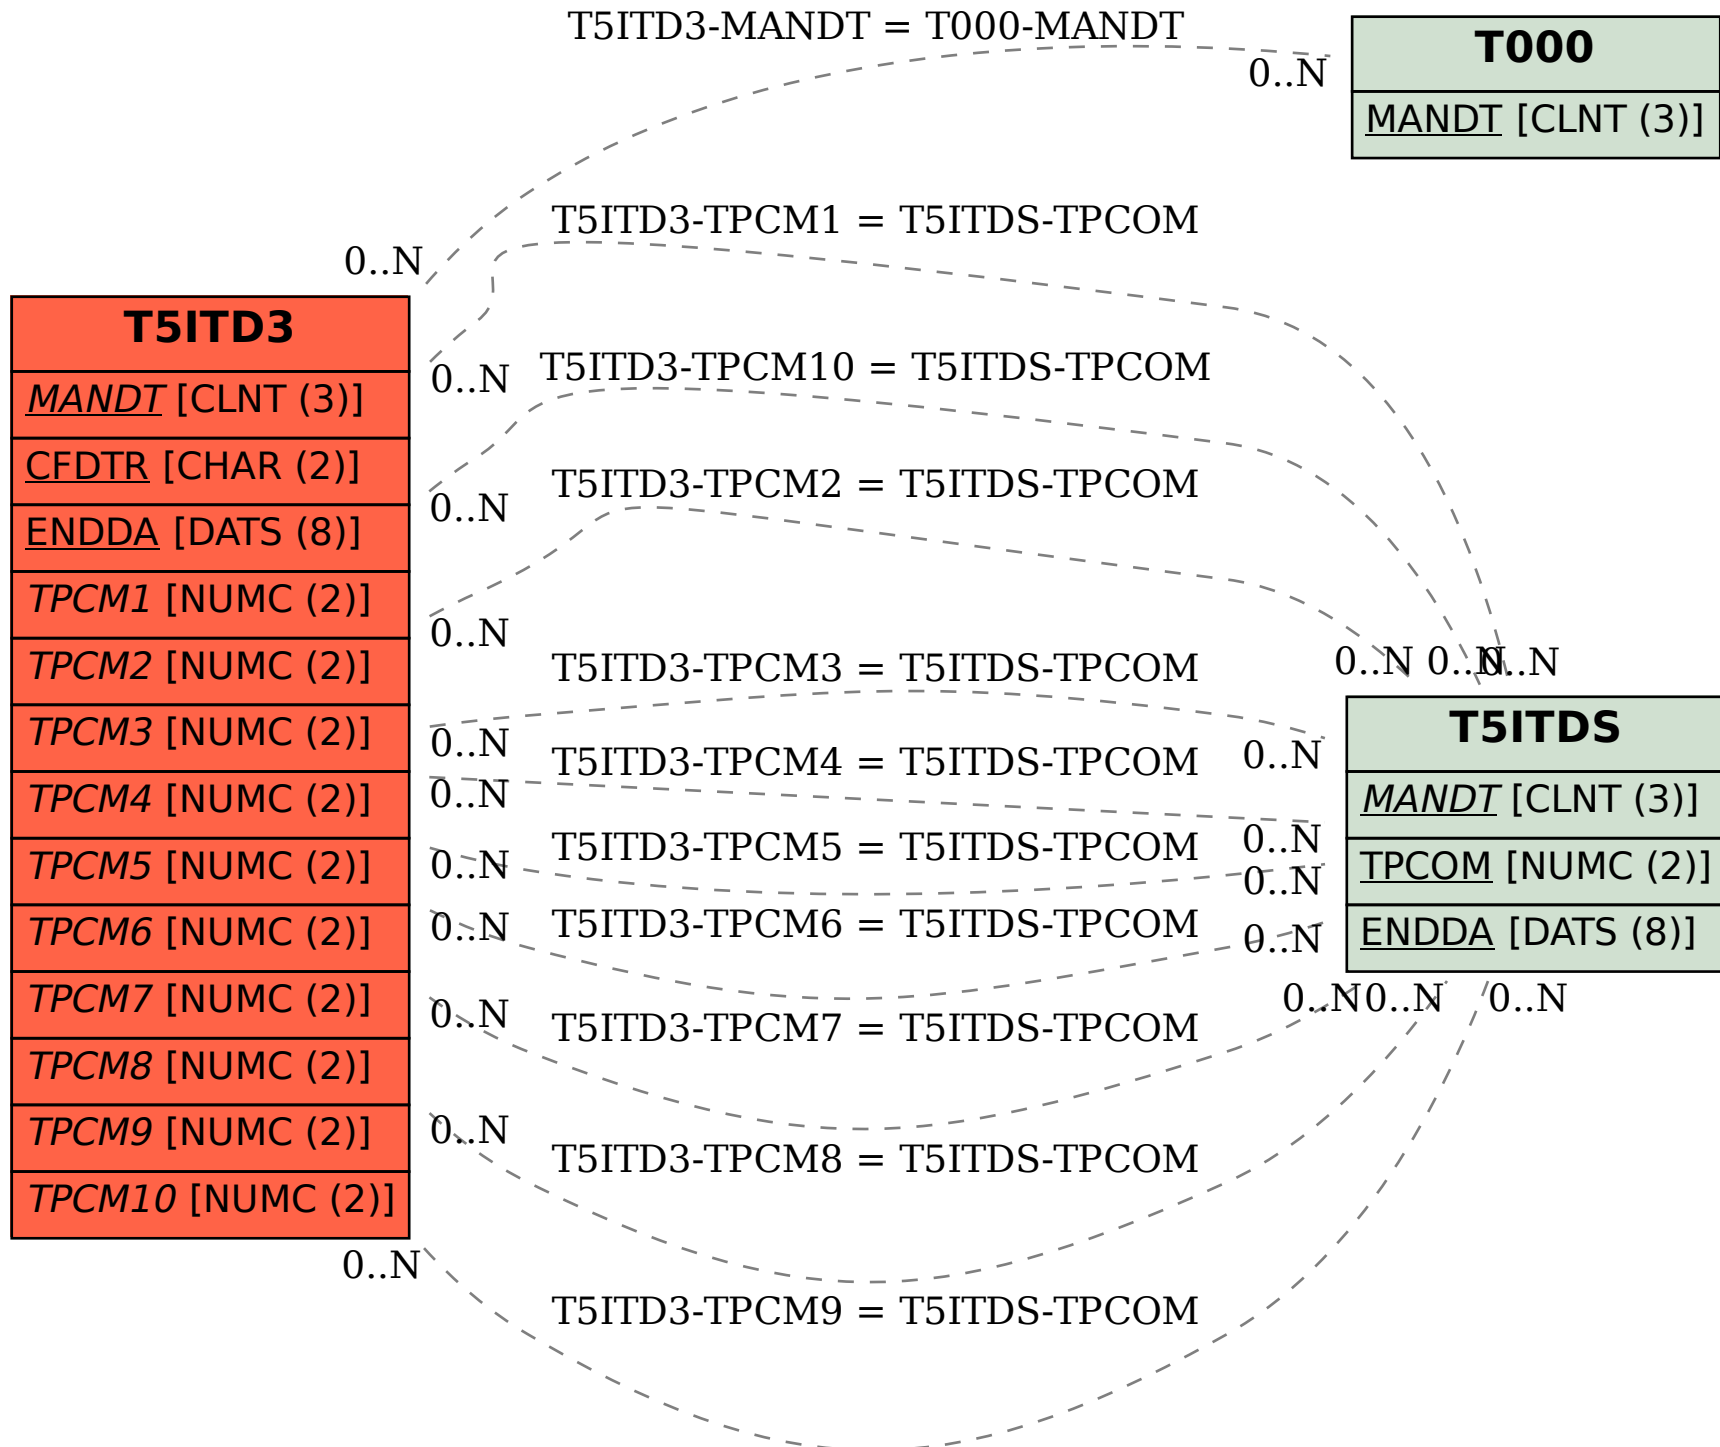 T5ITD3-MANDT = T000-MANDT
0..N
T000
MANDT [CLNT (3)]
T5ITD3-TPCM1 = T5ITDS-TPCOM
0..N
T5ITD3
MANDT [CLNT (3)]
CFDTR [CHAR (2)]
ENDDA [DATS (8)]
TPCM1 [NUMC (2)]
TPCM2 [NUMC (2)]
TPCM3 [NUMC (2)]
TPCM4 [NUMC (2)]
TPCM5 [NUMC (2)]
TPCM6 [NUMC (2)]
TPCM7 [NUMC (2)]
TPCM8 [NUMC (2)]
TPCM9 [NUMC (2)]
TPCM10 [NUMC (2)]
0..N
T5ITD3-TPCM10 = T5ITDS-TPCOM
0..N
T5ITD3-TPCM2 = T5ITDS-TPCOM
0..N
0..N
0..N
0..N
T5ITD3-TPCM3 = T5ITDS-TPCOM
0..N
0..N
T5ITD3-TPCM4 = T5ITDS-TPCOM
0..N
0..N
T5ITD3-TPCM5 = T5ITDS-TPCOM
0..N
0..N
T5ITD3-TPCM6 = T5ITDS-TPCOM
0..N
0..N
T5ITDS
MANDT [CLNT (3)]
TPCOM [NUMC (2)]
ENDDA [DATS (8)]
0..N
0..N
0..N
0..N
T5ITD3-TPCM7 = T5ITDS-TPCOM
0..N
T5ITD3-TPCM8 = T5ITDS-TPCOM
0..N
T5ITD3-TPCM9 = T5ITDS-TPCOM